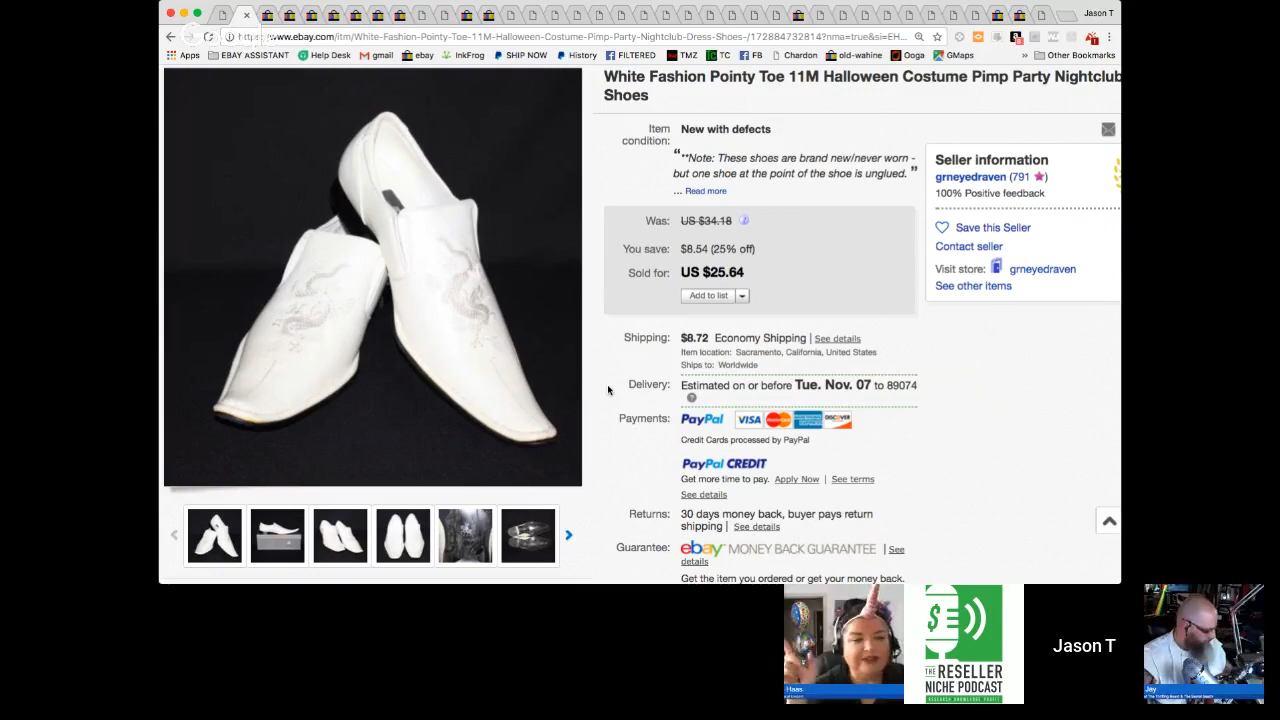 Jason T
www.ebay.com/itm/White-Fashion-Pointy-Toe-11M-Halloween-Costume-Pimp-Party-Nightclub-Dress-Shoes-/172884732814?nma=true&si=EH...
Apps EBAY ASSISTANT Help Desk gmail ebay InkFrog SHIP NOW History FILTERED TMZ TC FB Chardon old-wahine Ooga GMaps » Other Bookmarks
White Fashion Pointy Toe 11M Halloween Costume Pimp Party Nightclub
Shoes
Item condition: New with defects
“**Note: These shoes are brand new/never worn -
but one shoe at the point of the shoe is unglued. ”
... Read more
Was: US $34.18
You save: $8.54 (25% off)
Sold for: US $25.64
Add to list
Shipping: $8.72 Economy Shipping | See details
Item location: Sacramento, California, United States
Ships to: Worldwide
Delivery: Estimated on or before Tue. Nov. 07 to 89074
Payments: PayPal VISA MasterCard AMERICAN EXPRESS DISCOVER
Credit Cards processed by PayPal
PayPal CREDIT
Get more time to pay. Apply Now | See terms
See details
Returns: 30 days money back, buyer pays return
shipping | See details
Guarantee: ebay MONEY BACK GUARANTEE | See
details
Get the item you ordered or get your money back.
Seller information
grneyedraven (791)
100% Positive feedback
Save this Seller
Contact seller
Visit store: grneyedraven
See other items
Haas
$
THE
RESELLER
NICHE PODCAST
RESEARCH KNOWLEDGE PROFIT
Jason T
Jay